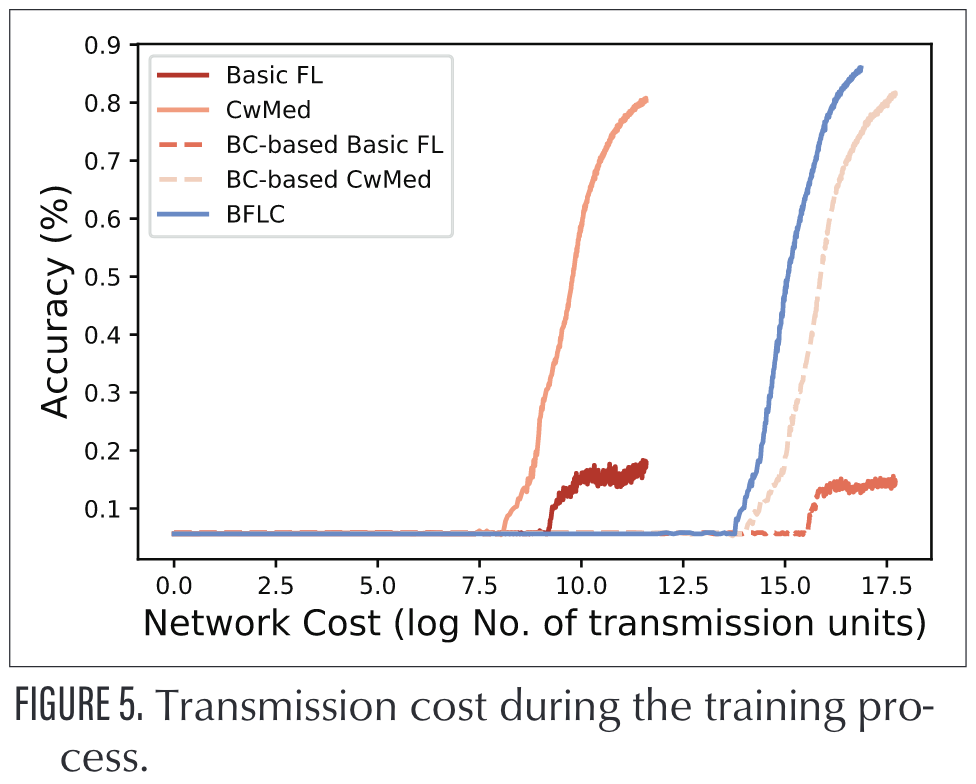 0.9
0.8
0.7
0.6
0.5
0.4
0.3
0.2
0.1
Accuracy (%)
Basic FL
CwMed
BC-based Basic FL
BC-based CwMed
BFLC
0.0 2.5 5.0 7.5 10.0 12.5 15.0 17.5
Network Cost (log No. of transmission units)
FIGURE 5. Transmission cost during the training pro-
cess.